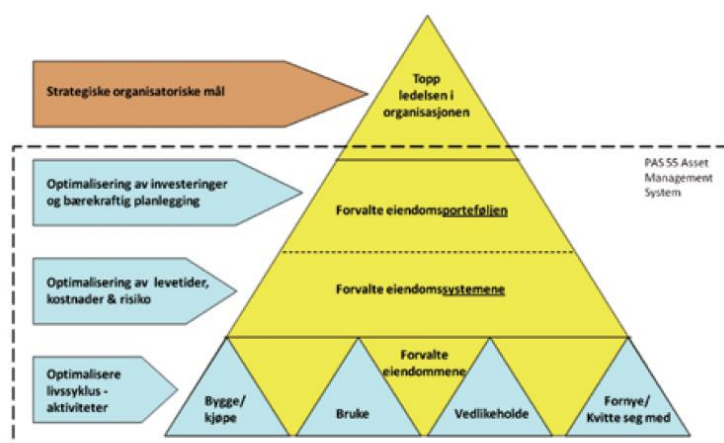 Topp
ledelsen i
organisasjonen
Strategiske organisatoriske mål
PAS 55 Asset
Management
System
Optimalisering av investeringer
og bærekraftig planlegging
Forvalte eiendomsporteføljen
Optimalisering av levetider,
kostnader & risiko
Forvalte eiendomssystemene
Forvalte
eiendommene
Optimalisere
livssyklus -
aktiviteter
Bygge/
kjøpe
Bruke
Vedlikeholde
Fornye/
Kvitte seg med